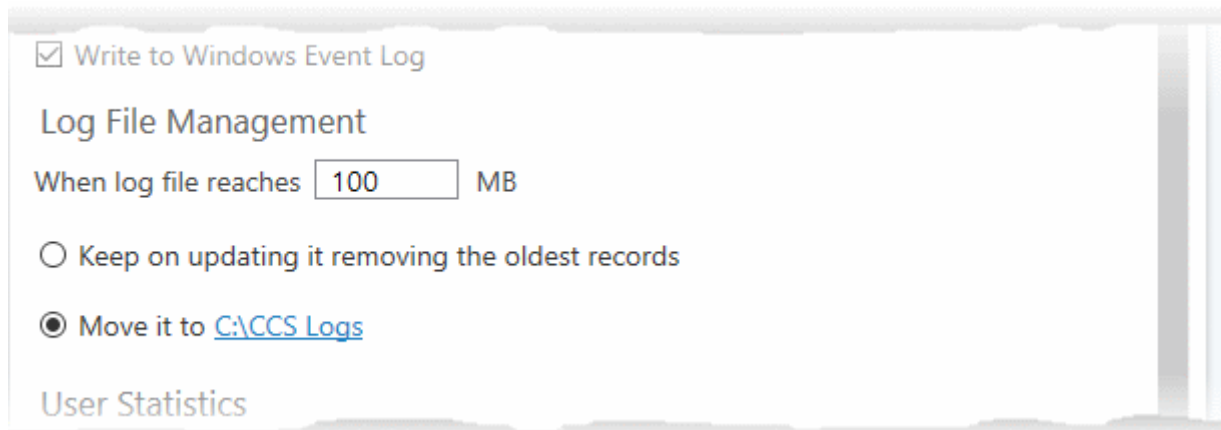 Write to Windows Event Log
Log File Management
When log file reaches 100 MB
Keep on updating it removing the oldest records
Move it to C:\CCS Logs
User Statistics